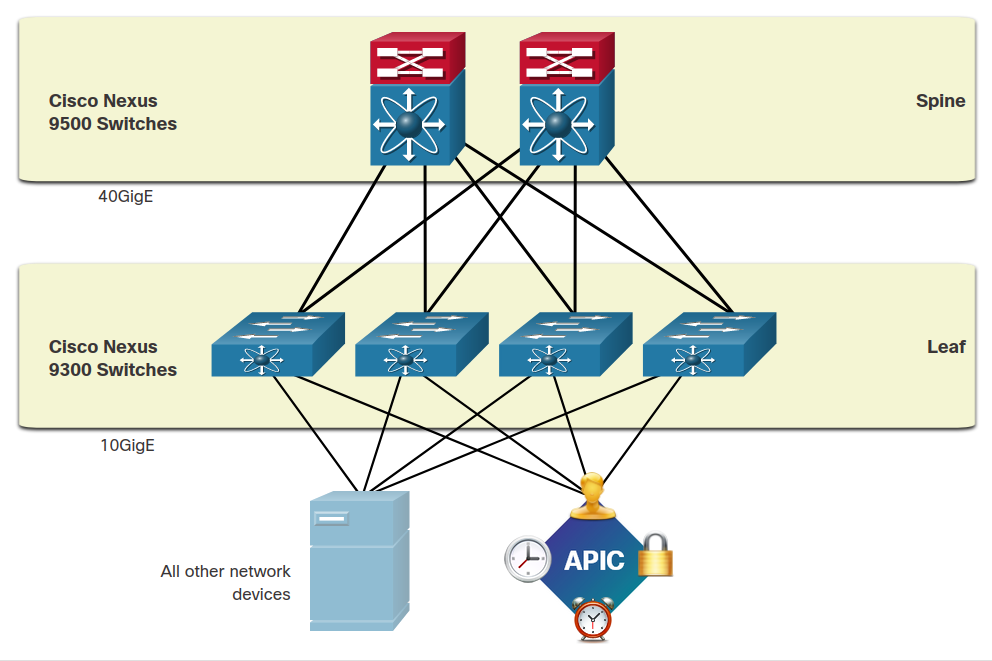 Cisco Nexus
9500 Switches
Spine
40GigE
Cisco Nexus
9300 Switches
Leaf
10GigE
All other network
devices
APIC